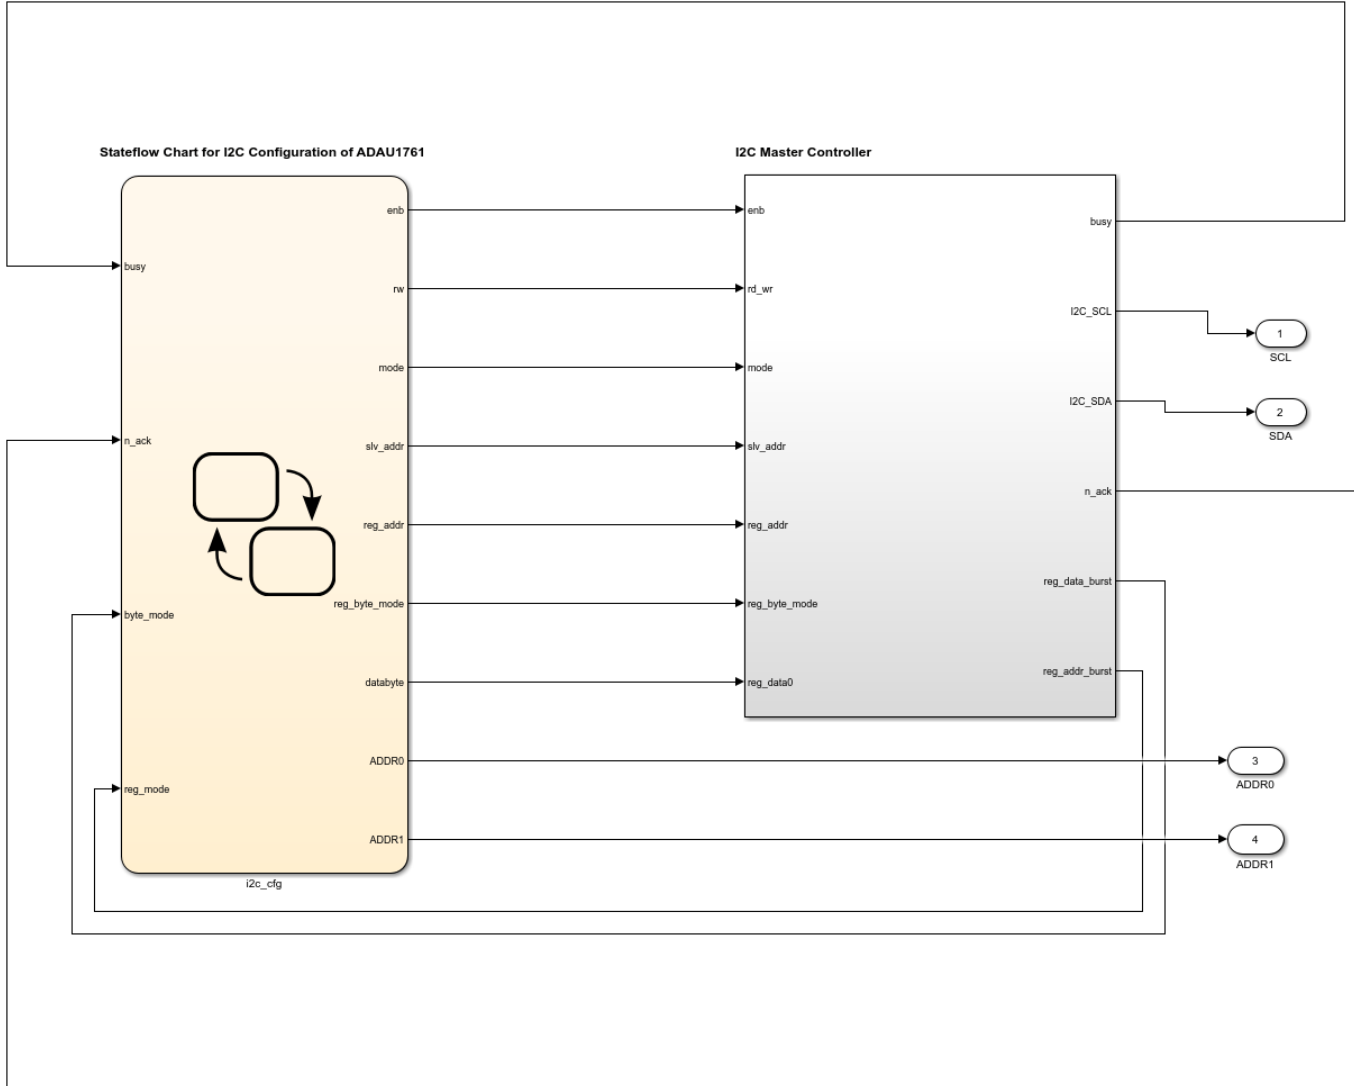 Stateflow Chart for I2C Configuration of ADAU1761
I2C Master Controller
busy
n_ack
byte_mode
reg_mode
enb
rw
mode
slv_addr
reg_addr
reg_byte_mode
databyte
ADDR0
ADDR1
i2c_cfg
enb
rd_wr
mode
slv_addr
reg_addr
reg_byte_mode
reg_data0
busy
I2C_SCL
I2C_SDA
n_ack
reg_data_burst
reg_addr_burst
1
SCL
2
SDA
3
ADDR0
4
ADDR1